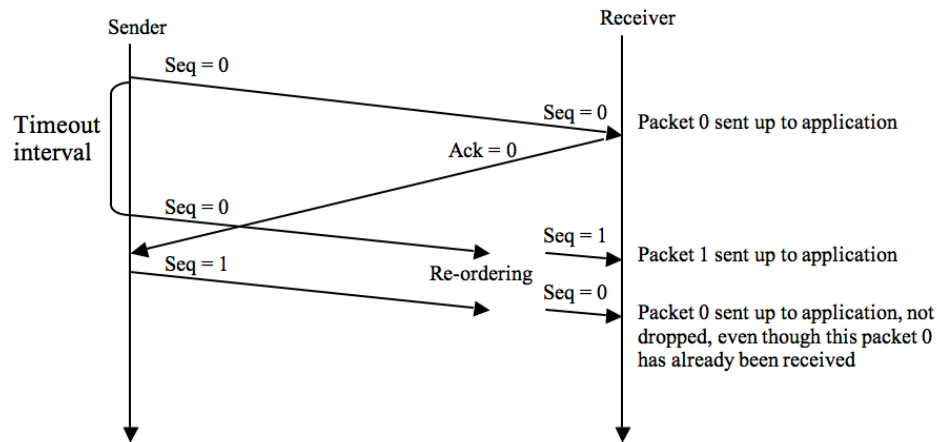 Sender
Receiver
Seq = 0
Seq = 0
Packet 0 sent up to application
Timeout
interval
Ack = 0
Seq = 0
Seq = 1
Packet 1 sent up to application
Seq = 1
Re-ordering
Seq = 0
Packet 0 sent up to application, not
dropped, even though this packet 0
has already been received